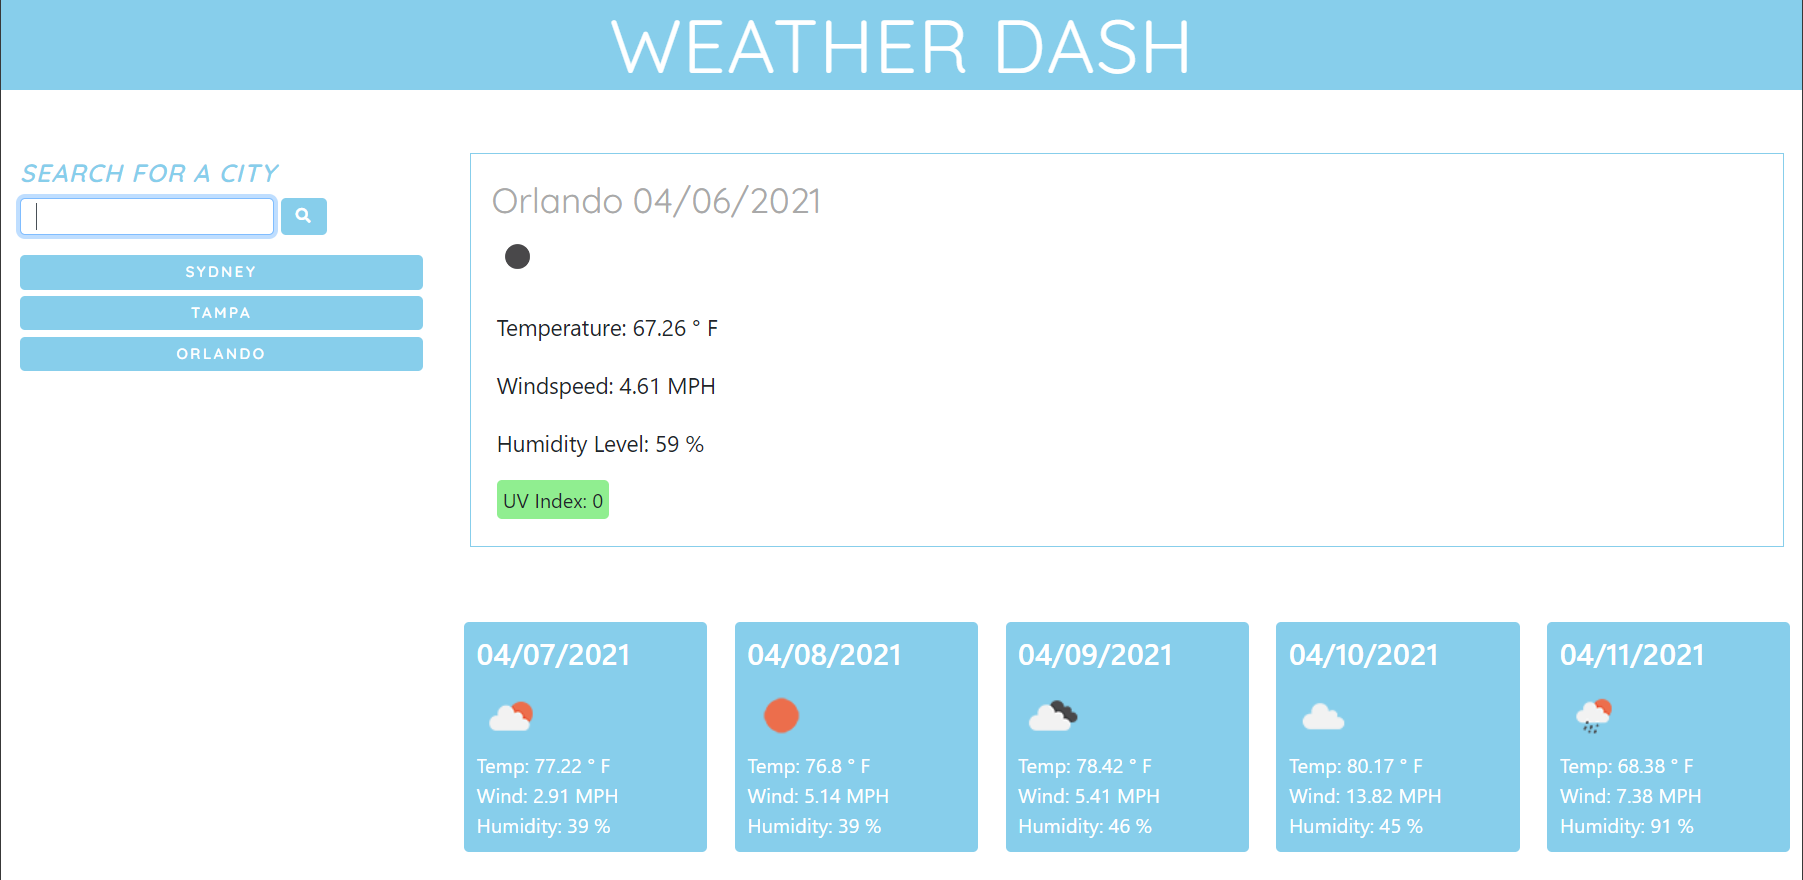 WEATHER DASH
SEARCH FOR A CITY
SYDNEY
TAMPA
ORLANDO
Orlando 04/06/2021
Temperature: 67.26 ° F
Windspeed: 4.61 MPH
Humidity Level: 59 %
UV Index: 0
04/07/2021
Temp: 77.22 ° F
Wind: 2.91 MPH
Humidity: 39 %
04/08/2021
Temp: 76.8 ° F
Wind: 5.14 MPH
Humidity: 39 %
04/09/2021
Temp: 78.42 ° F
Wind: 5.41 MPH
Humidity: 46 %
04/10/2021
Temp: 80.17 ° F
Wind: 13.82 MPH
Humidity: 45 %
04/11/2021
Temp: 68.38 ° F
Wind: 7.38 MPH
Humidity: 91 %